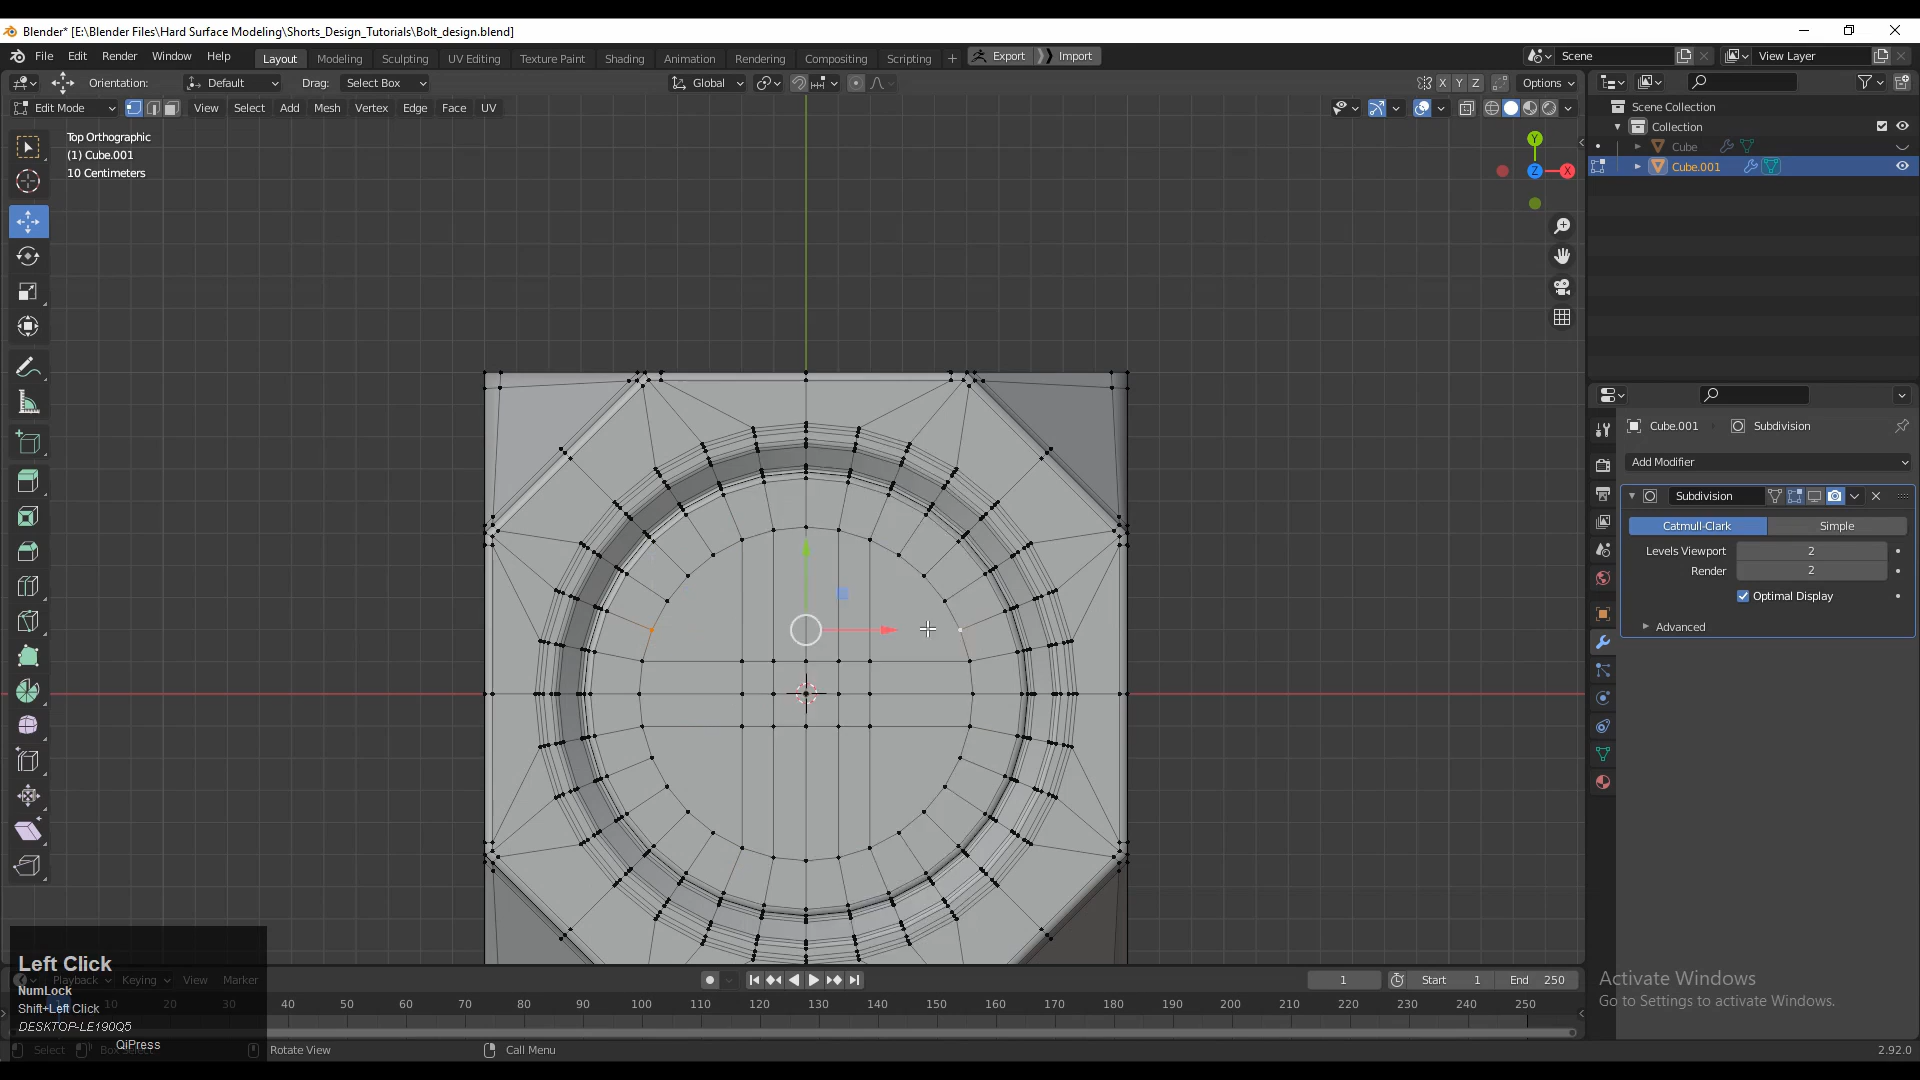 Blender* [E:\Blender Files\Hard Surface Modeling\Shorts_Design_Tutorials\Bolt_design.blend]
File Edit Render Window Help Layout Modeling Sculpting UV Editing Texture Paint Shading Animation Rendering Compositing Scripting + Export Import Scene View Layer
Orientation: Default Drag: Select Box Global X Y Z Options
Edit Mode View Select Add Mesh Vertex Edge Face UV
Top Orthographic
(1) Cube.001
10 Centimeters
Y
Z
X
Scene Collection
Collection
Cube
Cube.001
Cube.001 Subdivision
Add Modifier
Subdivision
Catmull-Clark Simple
Levels Viewport 2
Render 2
Optimal Display
Advanced
Left Click
NumLock
Shift+Left Click
DESKTOP-LE190Q5
QiPress
Playback Keying View Marker
1 Start 1 End 250
10 20 30 40 50 60 70 80 90 100 110 120 130 140 150 160 170 180 190 200 210 220 230 240 250
Select Box Select Rotate View Call Menu
Activate Windows
Go to Settings to activate Windows.
2.92.0